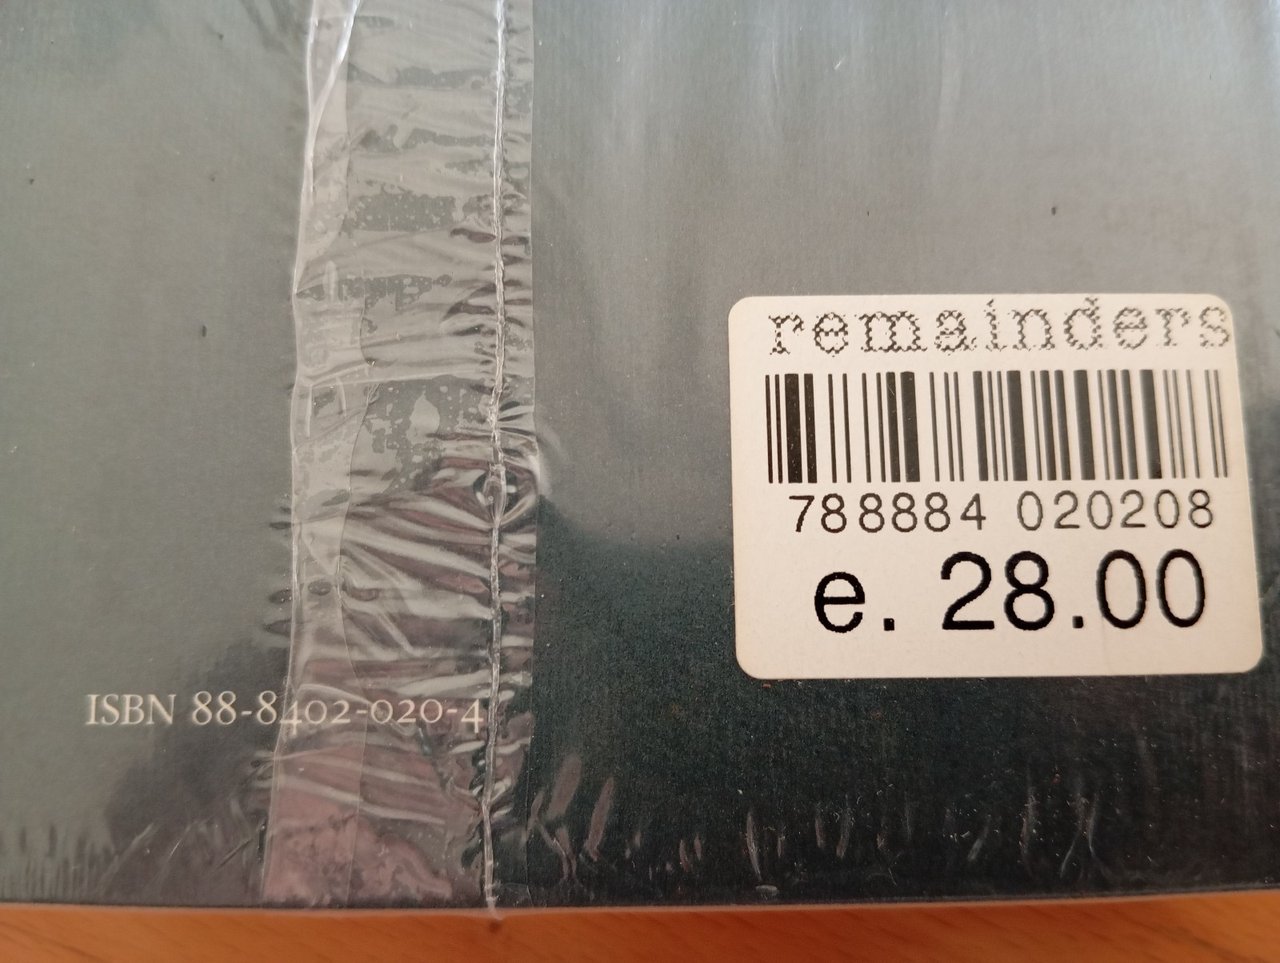 remainders
788884 020208
e. 28.00
ISBN 88-8402-020-4